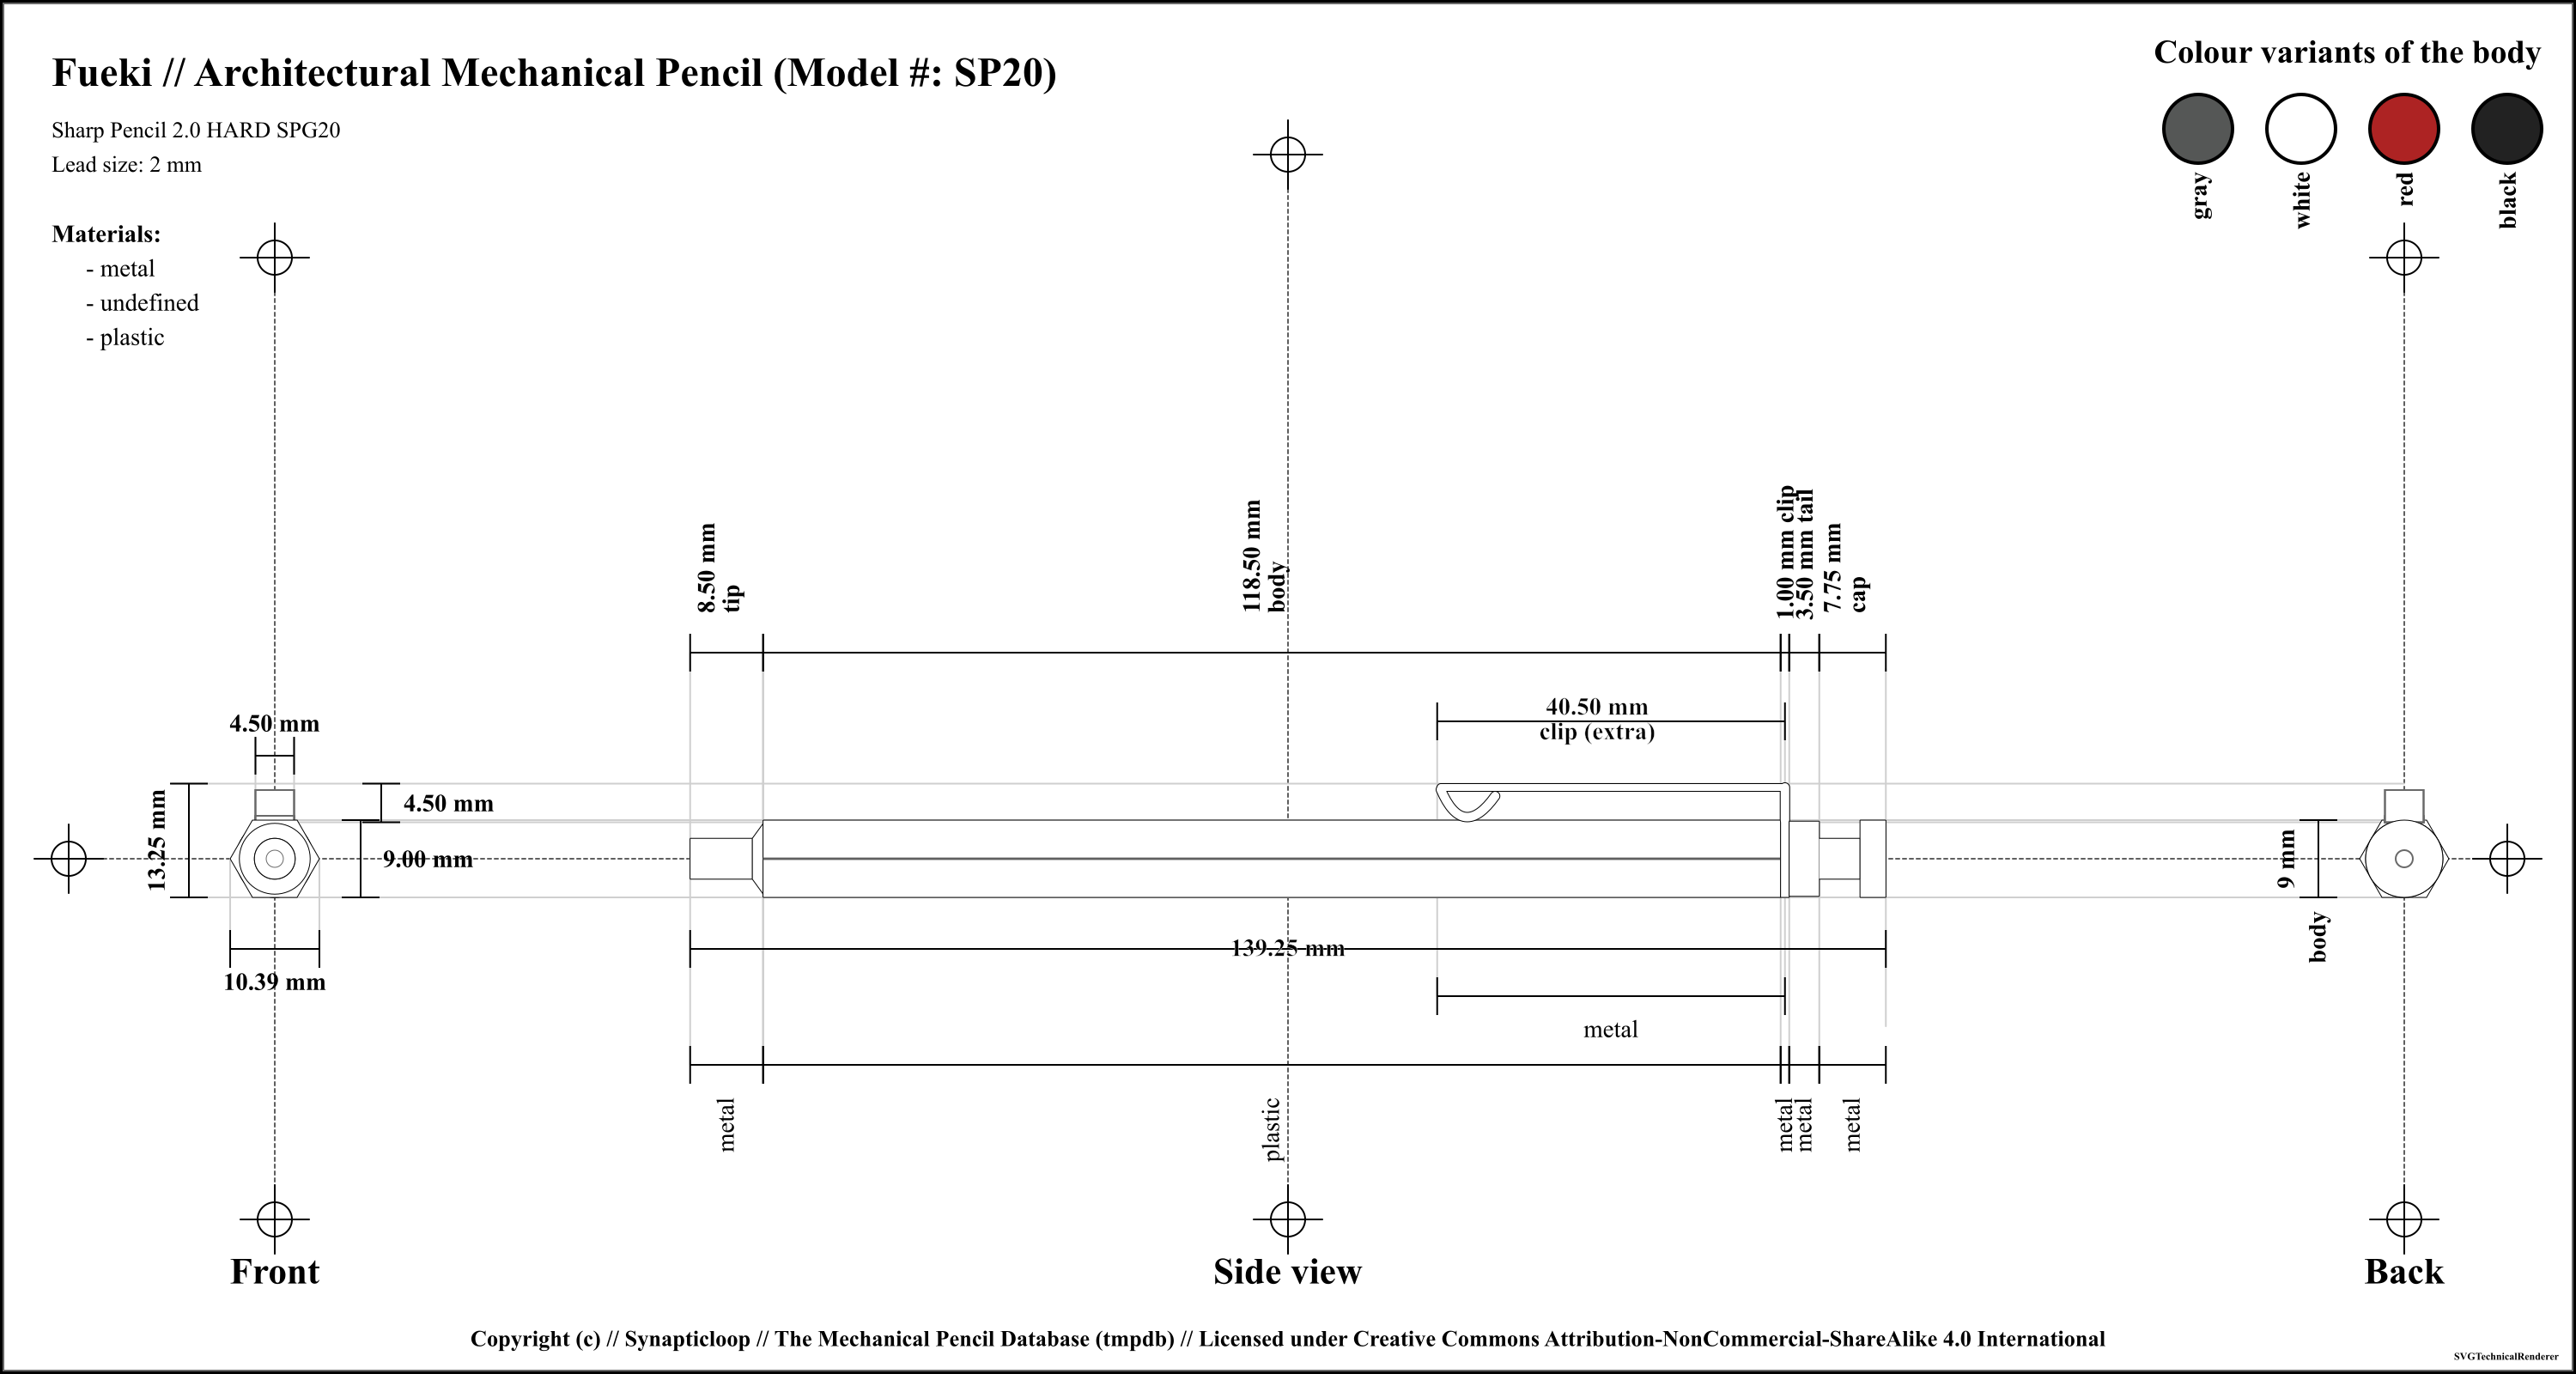 Fueki // Architectural Mechanical Pencil (Model #: SP20)
Sharp Pencil 2.0 HARD SPG20
Lead size: 2 mm
Materials:
- metal
- undefined
- plastic
Colour variants of the body
gray
white
red
black
8.50 mm
tip
118.50 mm
body
1.00 mm clip
3.50 mm tail
7.75 mm
cap
40.50 mm
clip (extra)
4.50 mm
13.25 mm
4.50 mm
9.00 mm
10.39 mm
9 mm
body
139.25 mm
metal
metal
plastic
metal
metal
metal
Front
Side view
Back
Copyright (c) // Synapticloop // The Mechanical Pencil Database (tmpdb) // Licensed under Creative Commons Attribution-NonCommercial-ShareAlike 4.0 International
SVGTechnicalRenderer